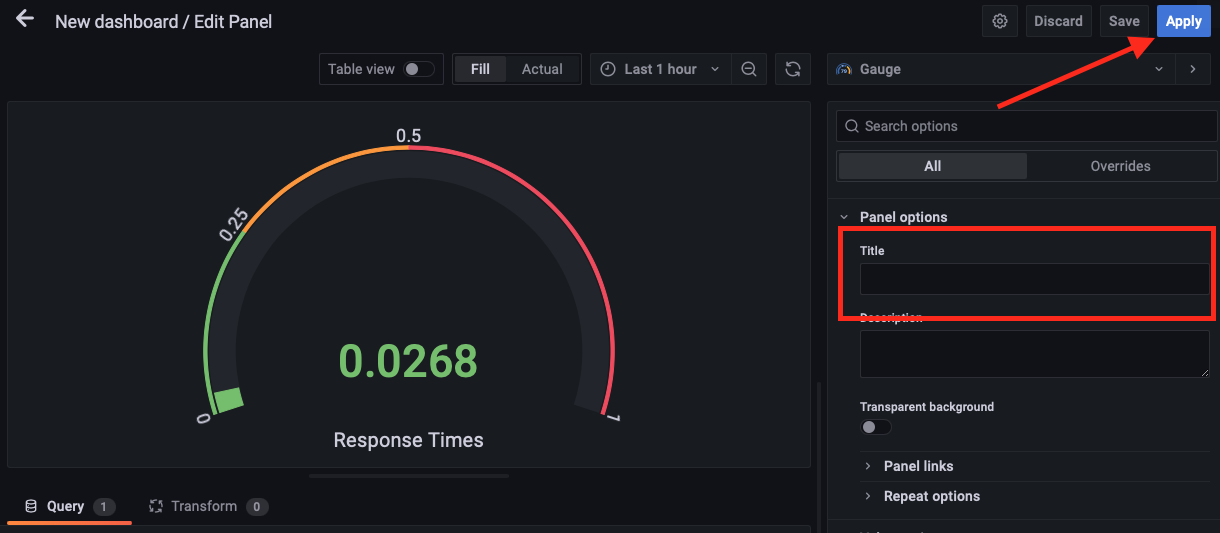 New dashboard / Edit Panel
Discard
Save
Apply
Table view
Fill
Actual
Last 1 hour
Gauge
Search options
All
Overrides
0.5
0.25
0
1
0.0268
Response Times
Panel options
Title
Description
Transparent background
Panel links
Repeat options
Query 1
Transform 0